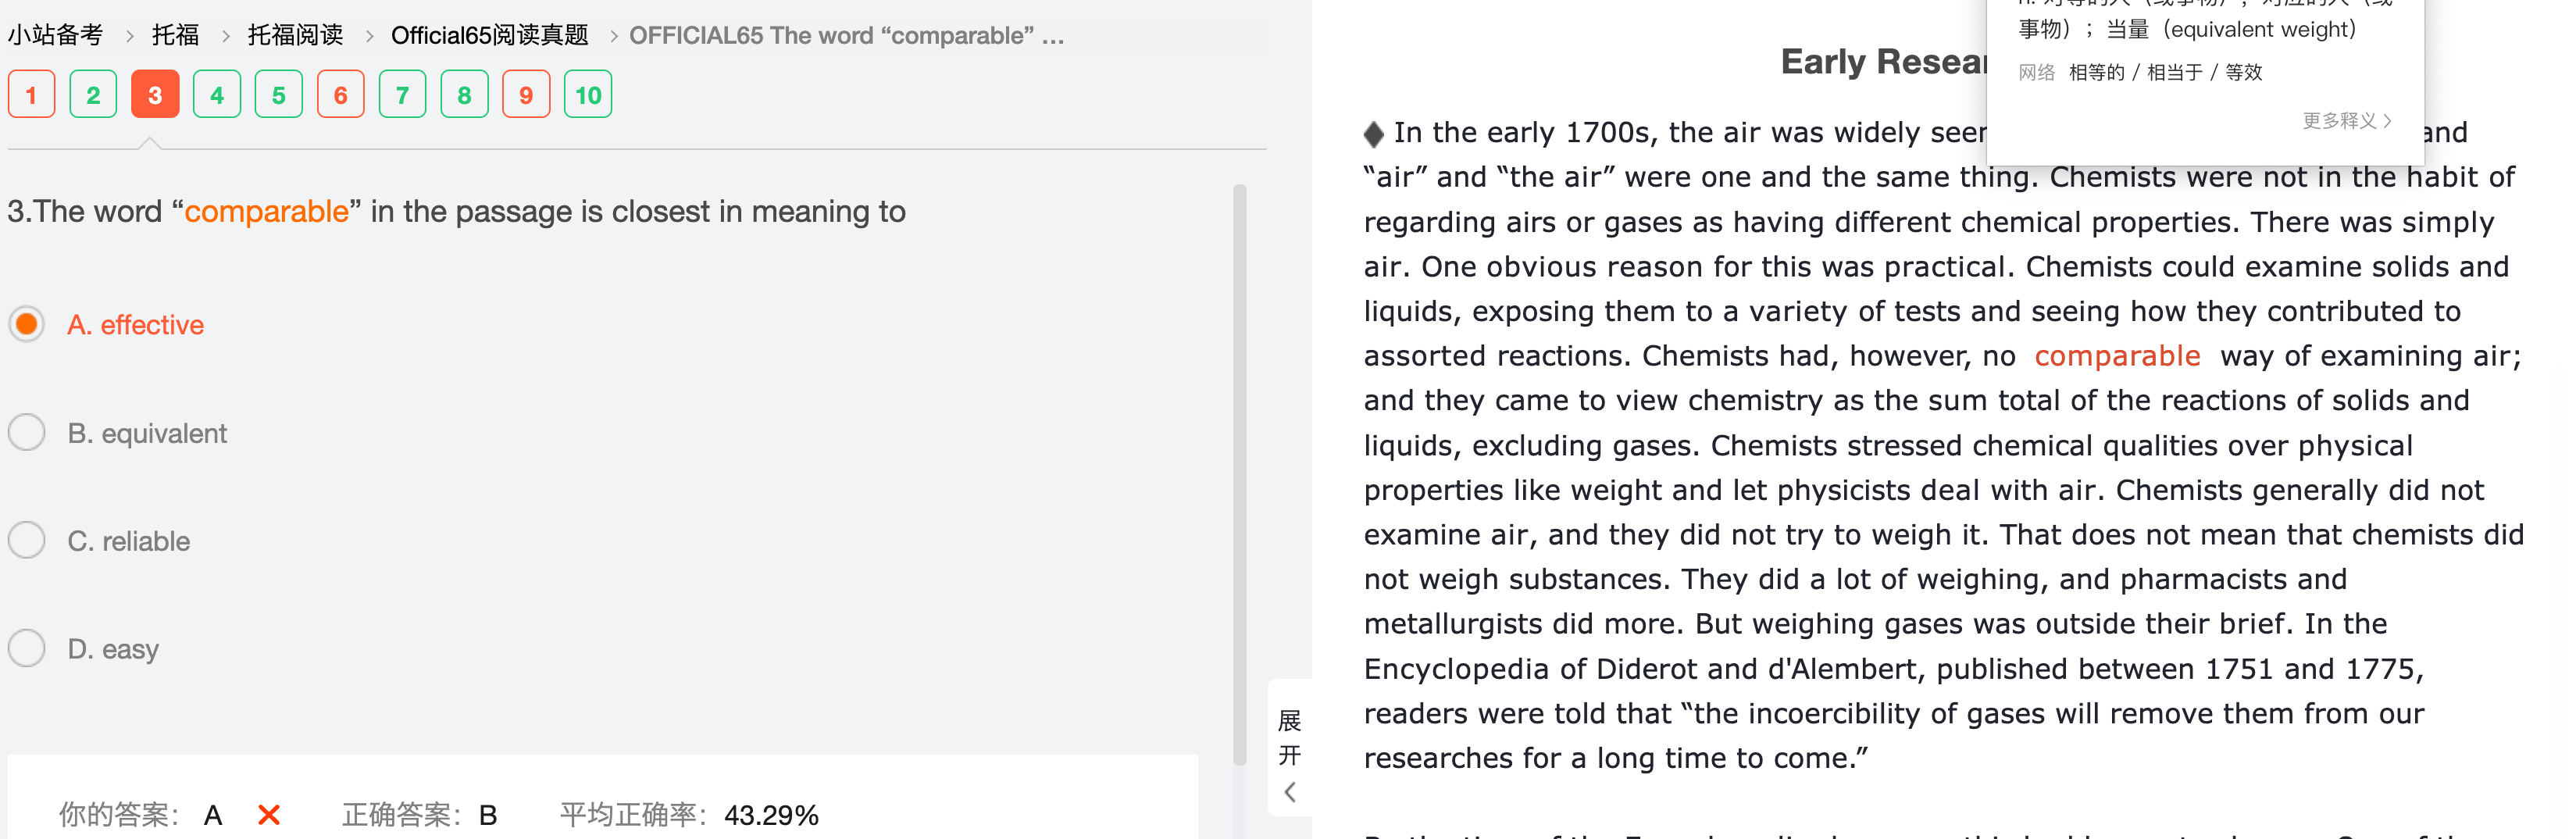 小站备考 > 托福 > 托福阅读 > Official65阅读真题 > OFFICIAL65 The word “comparable” ...
1 2 3 4 5 6 7 8 9 10
3.The word “comparable” in the passage is closest in meaning to
A. effective
B. equivalent
C. reliable
D. easy
你的答案： A 正确答案： B 平均正确率： 43.29%
展
开
事物）；当量（equivalent weight)
网络 相等的 / 相当于 / 等效
更多释义 >
Early
In the early 1700s, the air was widely and
“air” and “the air” were one and the same thing. Chemists were not in the habit of
regarding airs or gases as having different chemical properties. There was simply
air. One obvious reason for this was practical. Chemists could examine solids and
liquids, exposing them to a variety of tests and seeing how they contributed to
assorted reactions. Chemists had, however, no comparable way of examining air;
and they came to view chemistry as the sum total of the reactions of solids and
liquids, excluding gases. Chemists stressed chemical qualities over physical
properties like weight and let physicists deal with air. Chemists generally did not
examine air, and they did not try to weigh it. That does not mean that chemists did
not weigh substances. They did a lot of weighing, and pharmacists and
metallurgists did more. But weighing gases was outside their brief. In the
Encyclopedia of Diderot and d'Alembert, published between 1751 and 1775,
readers were told that “the incoercibility of gases will remove them from our
researches for a long time to come.”